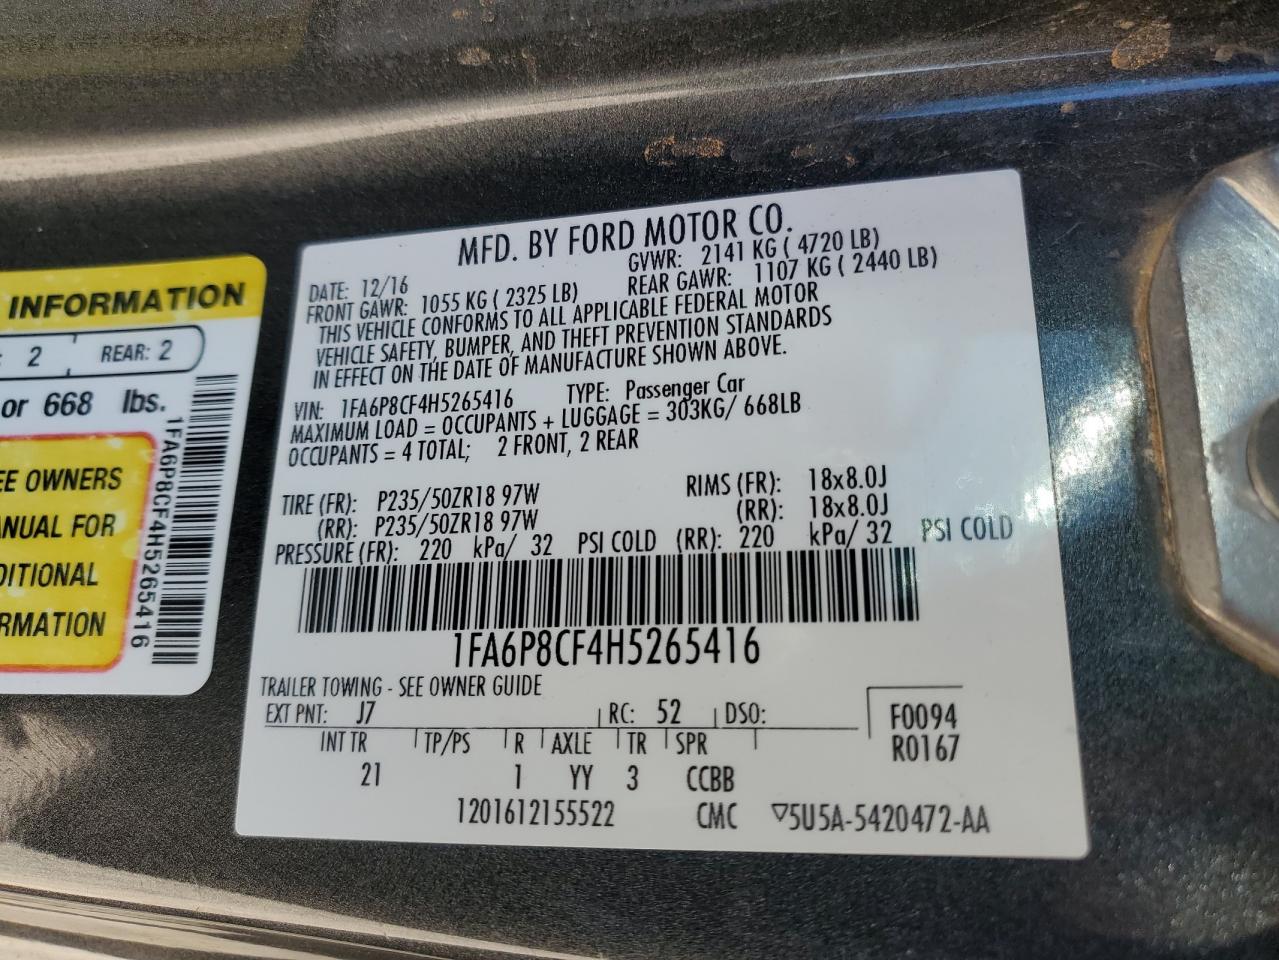 INFORMATION
: 2 REAR: 2
or 668 lbs.
1FA6P8CF4H5265416
EE OWNERS
ANUAL FOR
DITIONAL
RMATION
MFD. BY FORD MOTOR CO.
DATE: 12/16 GVWR: 2141 KG ( 4720 LB)
FRONT GAWR: 1055 KG ( 2325 LB) REAR GAWR: 1107 KG ( 2440 LB)
THIS VEHICLE CONFORMS TO ALL APPLICABLE FEDERAL MOTOR
VEHICLE SAFETY, BUMPER, AND THEFT PREVENTION STANDARDS
IN EFFECT ON THE DATE OF MANUFACTURE SHOWN ABOVE.
VIN: 1FA6P8CF4H5265416 TYPE: Passenger Car
MAXIMUM LOAD = OCCUPANTS + LUGGAGE = 303KG/ 668LB
OCCUPANTS = 4 TOTAL; 2 FRONT, 2 REAR
TIRE (FR): P235/50ZR18 97W RIMS (FR): 18x8.0J
(RR): P235/50ZR18 97W (RR): 18x8.0J
PRESSURE (FR): 220 kPa/ 32 PSI COLD (RR): 220 kPa/ 32 PSI COLD
1FA6P8CF4H5265416
TRAILER TOWING - SEE OWNER GUIDE
EXT PNT: J7 RC: 52 DSO: F0094
INT TR TP/PS R AXLE TR SPR R0167
21 1 YY 3 CCBB
1201612155522 CMC ▽5U5A-5420472-AA